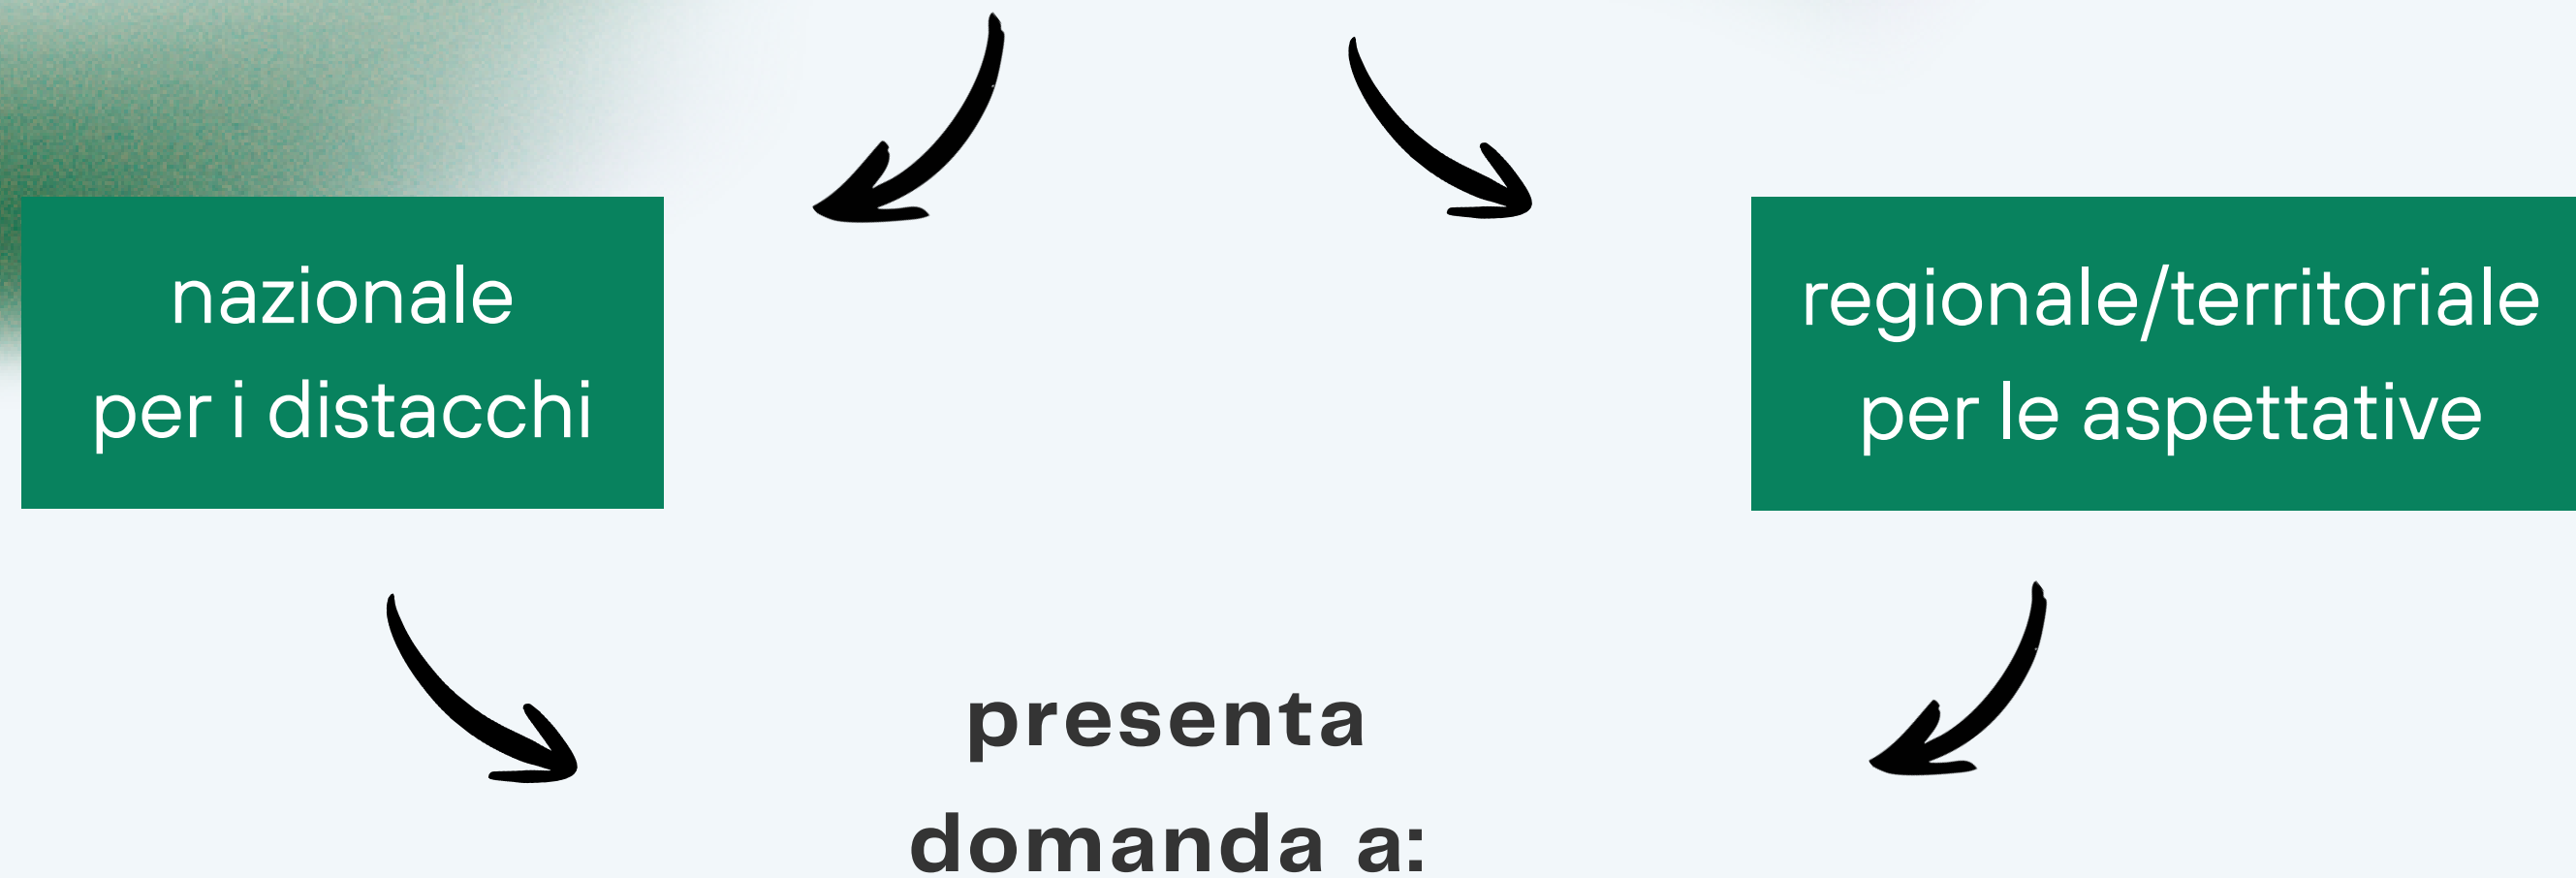 nazionale
per i distacchi
regionale/territoriale
per le aspettative
presenta
domanda a: